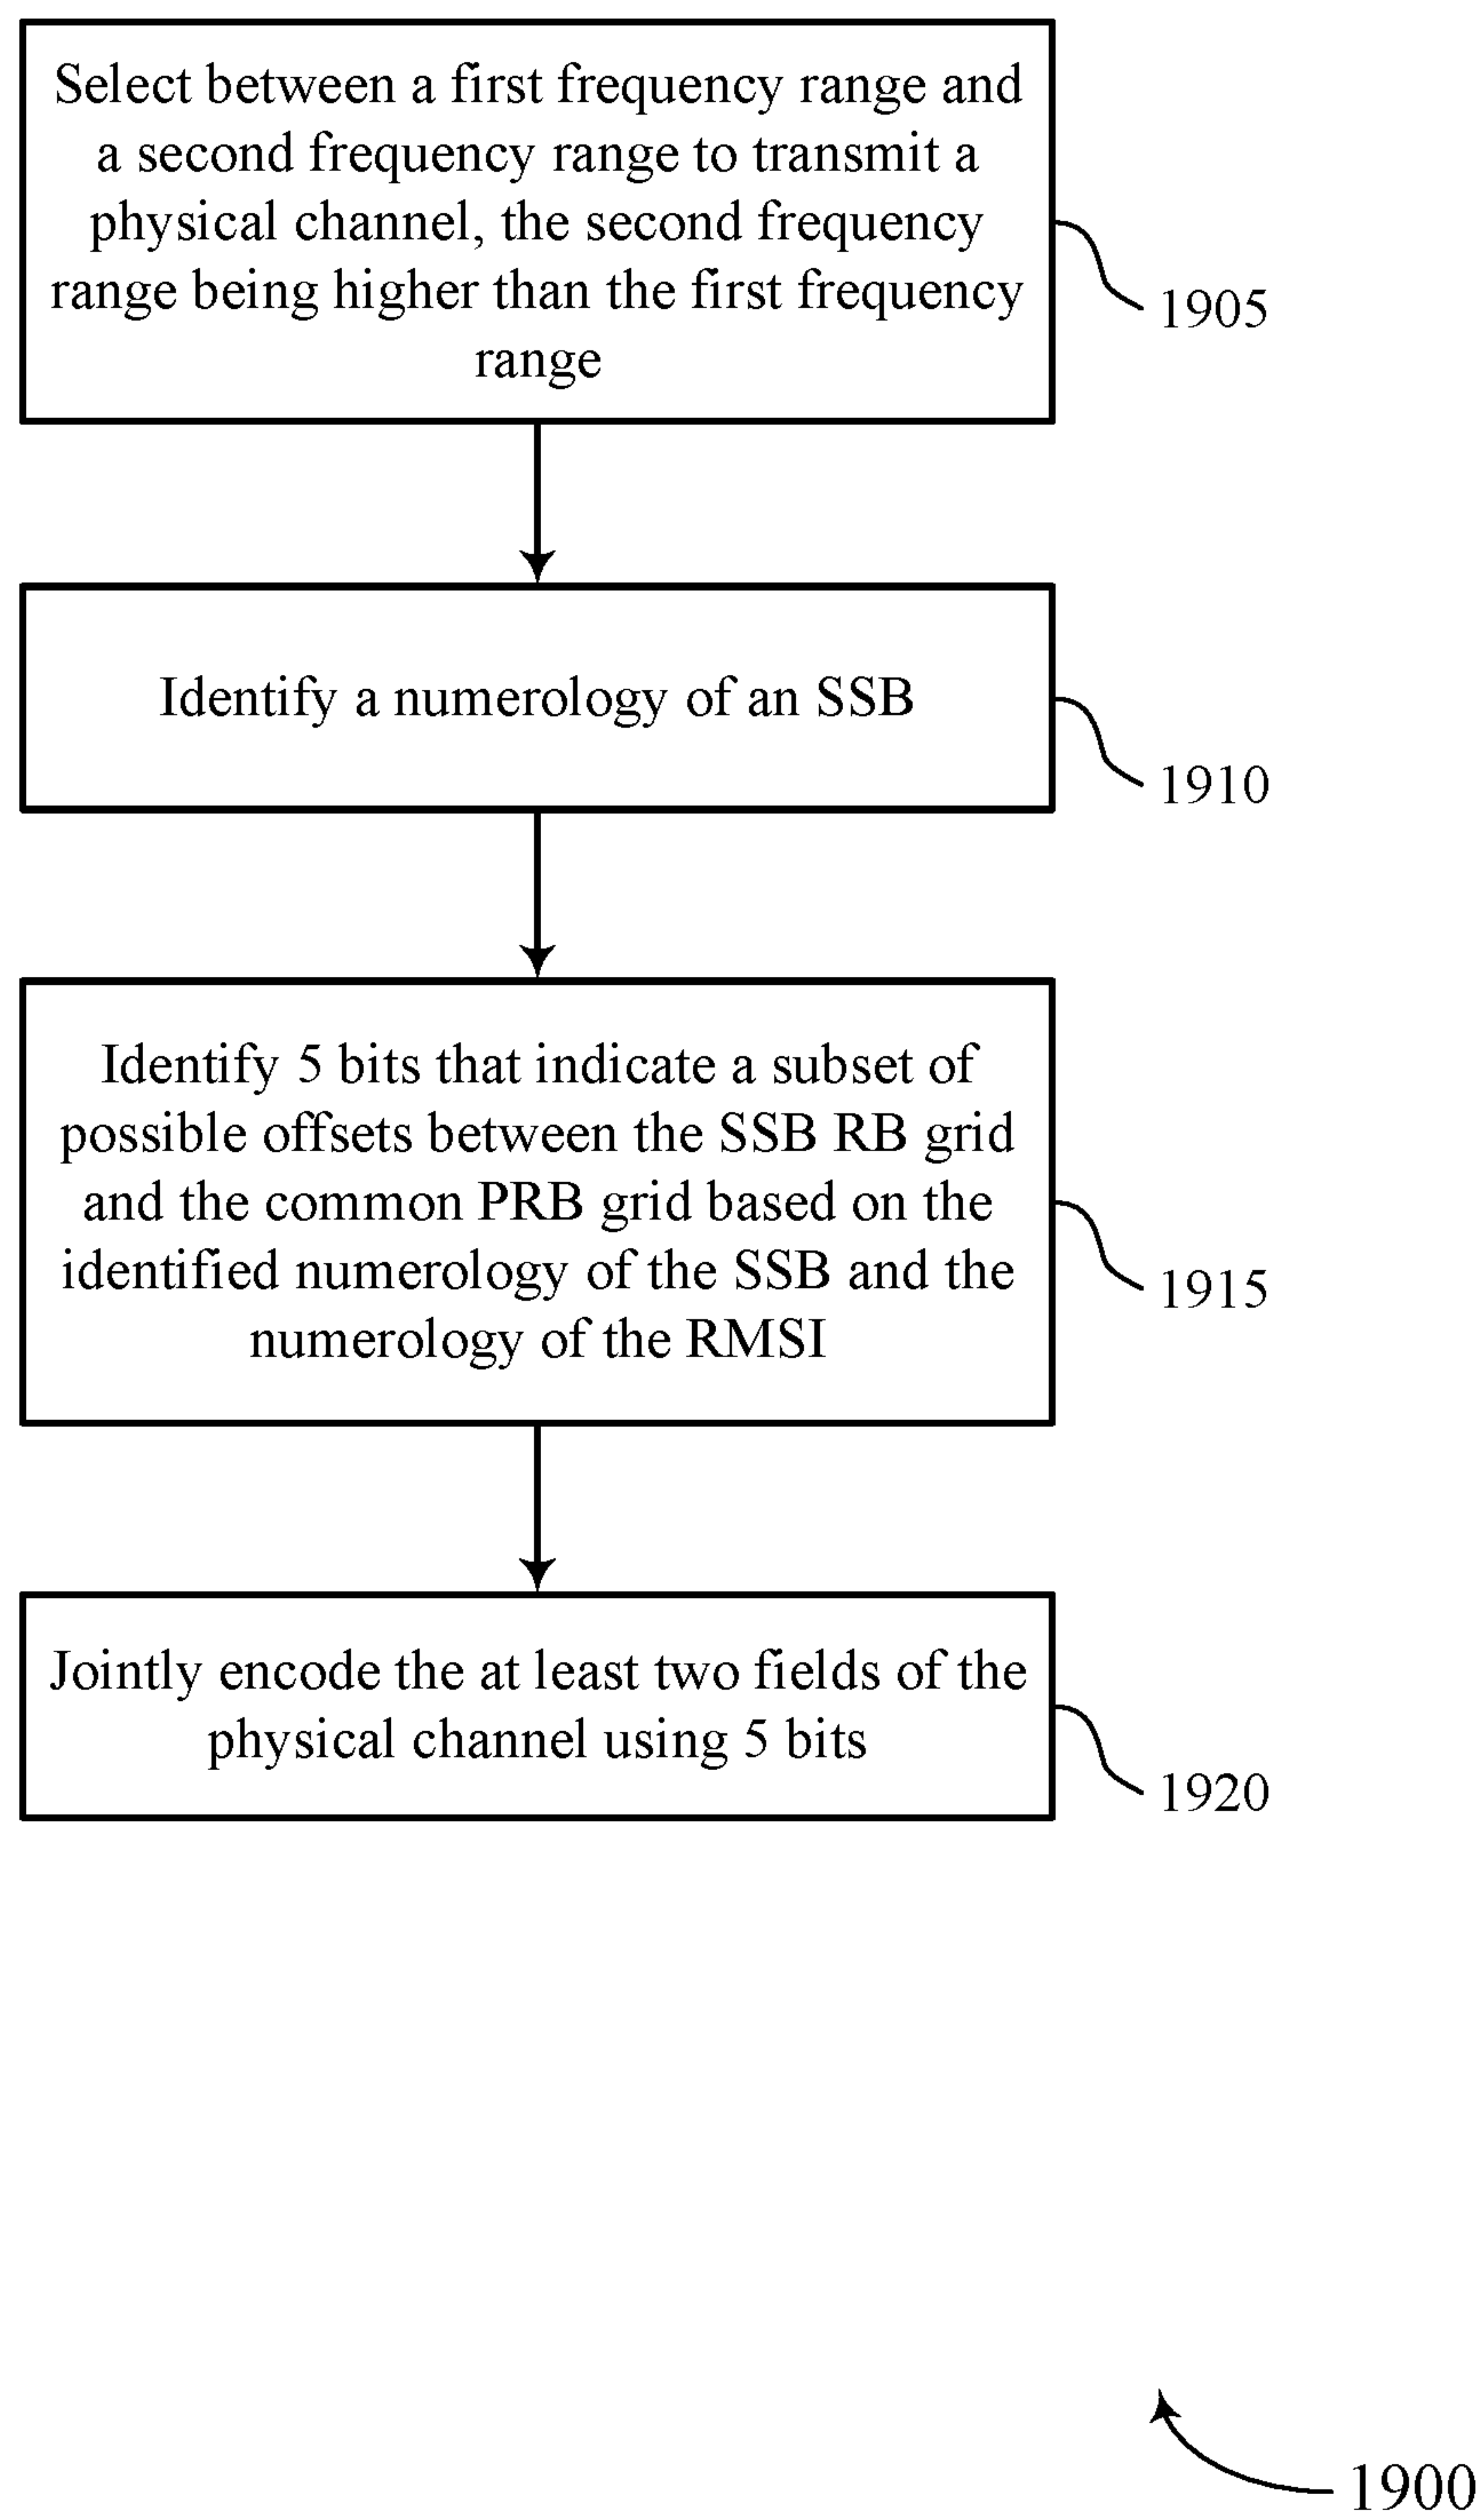 Select between a first frequency range and
a second frequency range to transmit a
physical channel, the second frequency
range being higher than the first frequency
range
1905
Identify a numerology of an SSB
1910
Identify 5 bits that indicate a subset of
possible offsets between the SSB RB grid
and the common PRB grid based on the
identified numerology of the SSB and the
numerology of the RMSI
1915
Jointly encode the at least two fields of the
physical channel using 5 bits
1920
1900